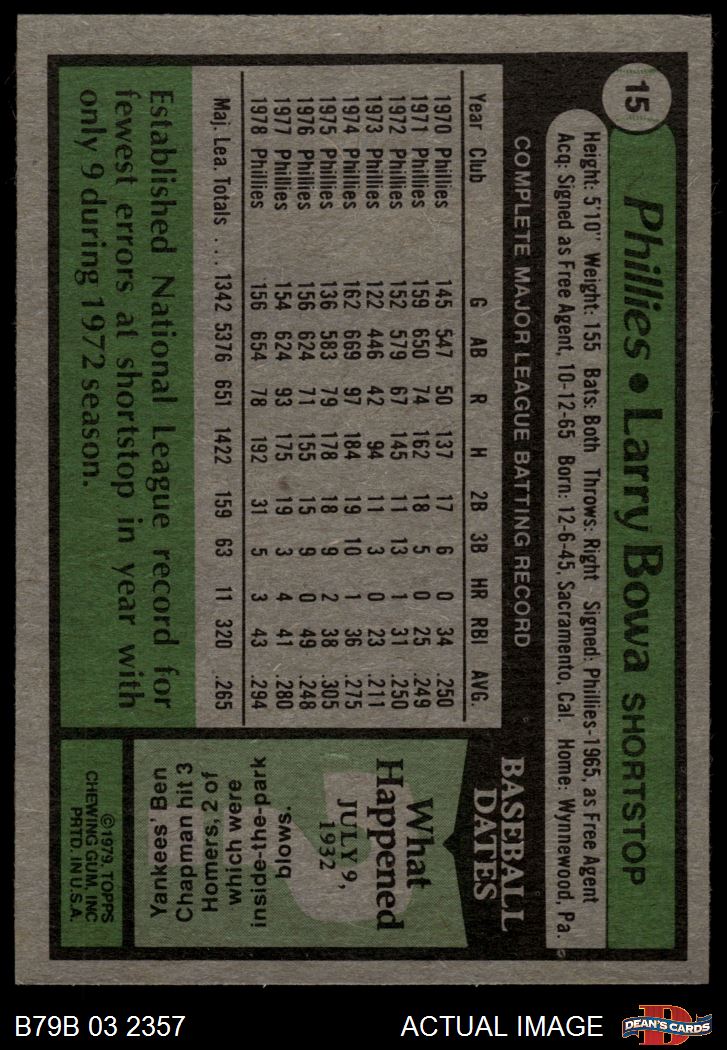 15
Phillies • Larry Bowa SHORTSTOP
Height: 5'10" Weight: 155 Bats: Both Throws: Right Signed: Phillies-1965, as Free Agent
Acq: Signed as Free Agent, 10-12-65 Born: 12-6-45, Sacramento, Cal. Home: Wynnewood, Pa.
COMPLETE MAJOR LEAGUE BATTING RECORD
Year Club G AB R H 2B 3B HR RBI AVG.
1970 Phillies 145 547 50 137 17 6 0 34 .250
1971 Phillies 159 650 74 162 18 5 0 25 .249
1972 Phillies 152 579 67 145 11 13 1 31 .250
1973 Phillies 122 446 42 94 11 3 0 23 .211
1974 Phillies 162 669 97 184 19 10 1 36 .275
1975 Phillies 136 583 79 178 18 9 2 38 .305
1976 Phillies 156 624 71 155 15 9 0 49 .248
1977 Phillies 154 624 93 175 19 3 4 41 .280
1978 Phillies 156 654 78 192 31 5 3 43 .294
Maj. Lea. Totals . . . 1342 5376 651 1422 159 63 11 320 .265
Established National League record for
fewest errors at shortstop in year with
only 9 during 1972 season.
BASEBALL
DATES
What
Happened
JULY 9,
1932
Yankees' Ben
Chapman hit 3
Homers, 2 of
which were
inside-the-park
blows.
©1979, TOPPS
CHEWING GUM, INC
PRTD. IN U.S.A.
B79B 03 2357
ACTUAL IMAGE
D
DEAN'S CARDS